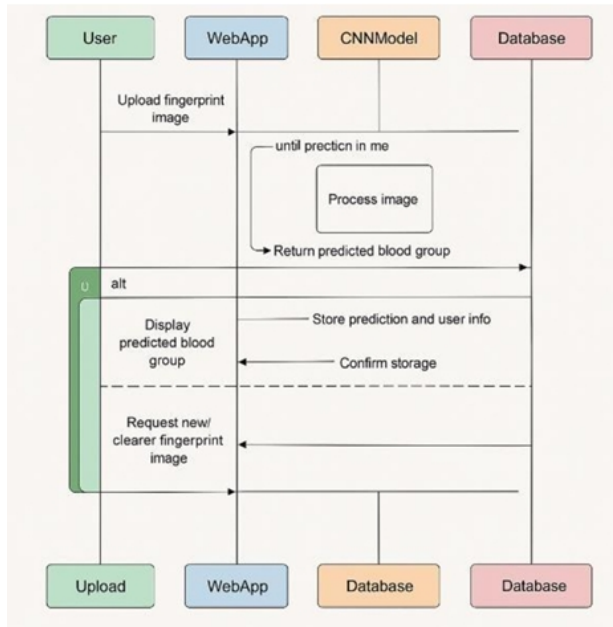 User
WebApp
CNNModel
Database
Upload fingerprint
image
until prectıon in me
Process image
Return predicted blood group
alt
Display
predicted blood
group
Store prediction and user info
Confirm storage
Request new/
clearer fingerprint
image
Upload
WebApp
Database
Database